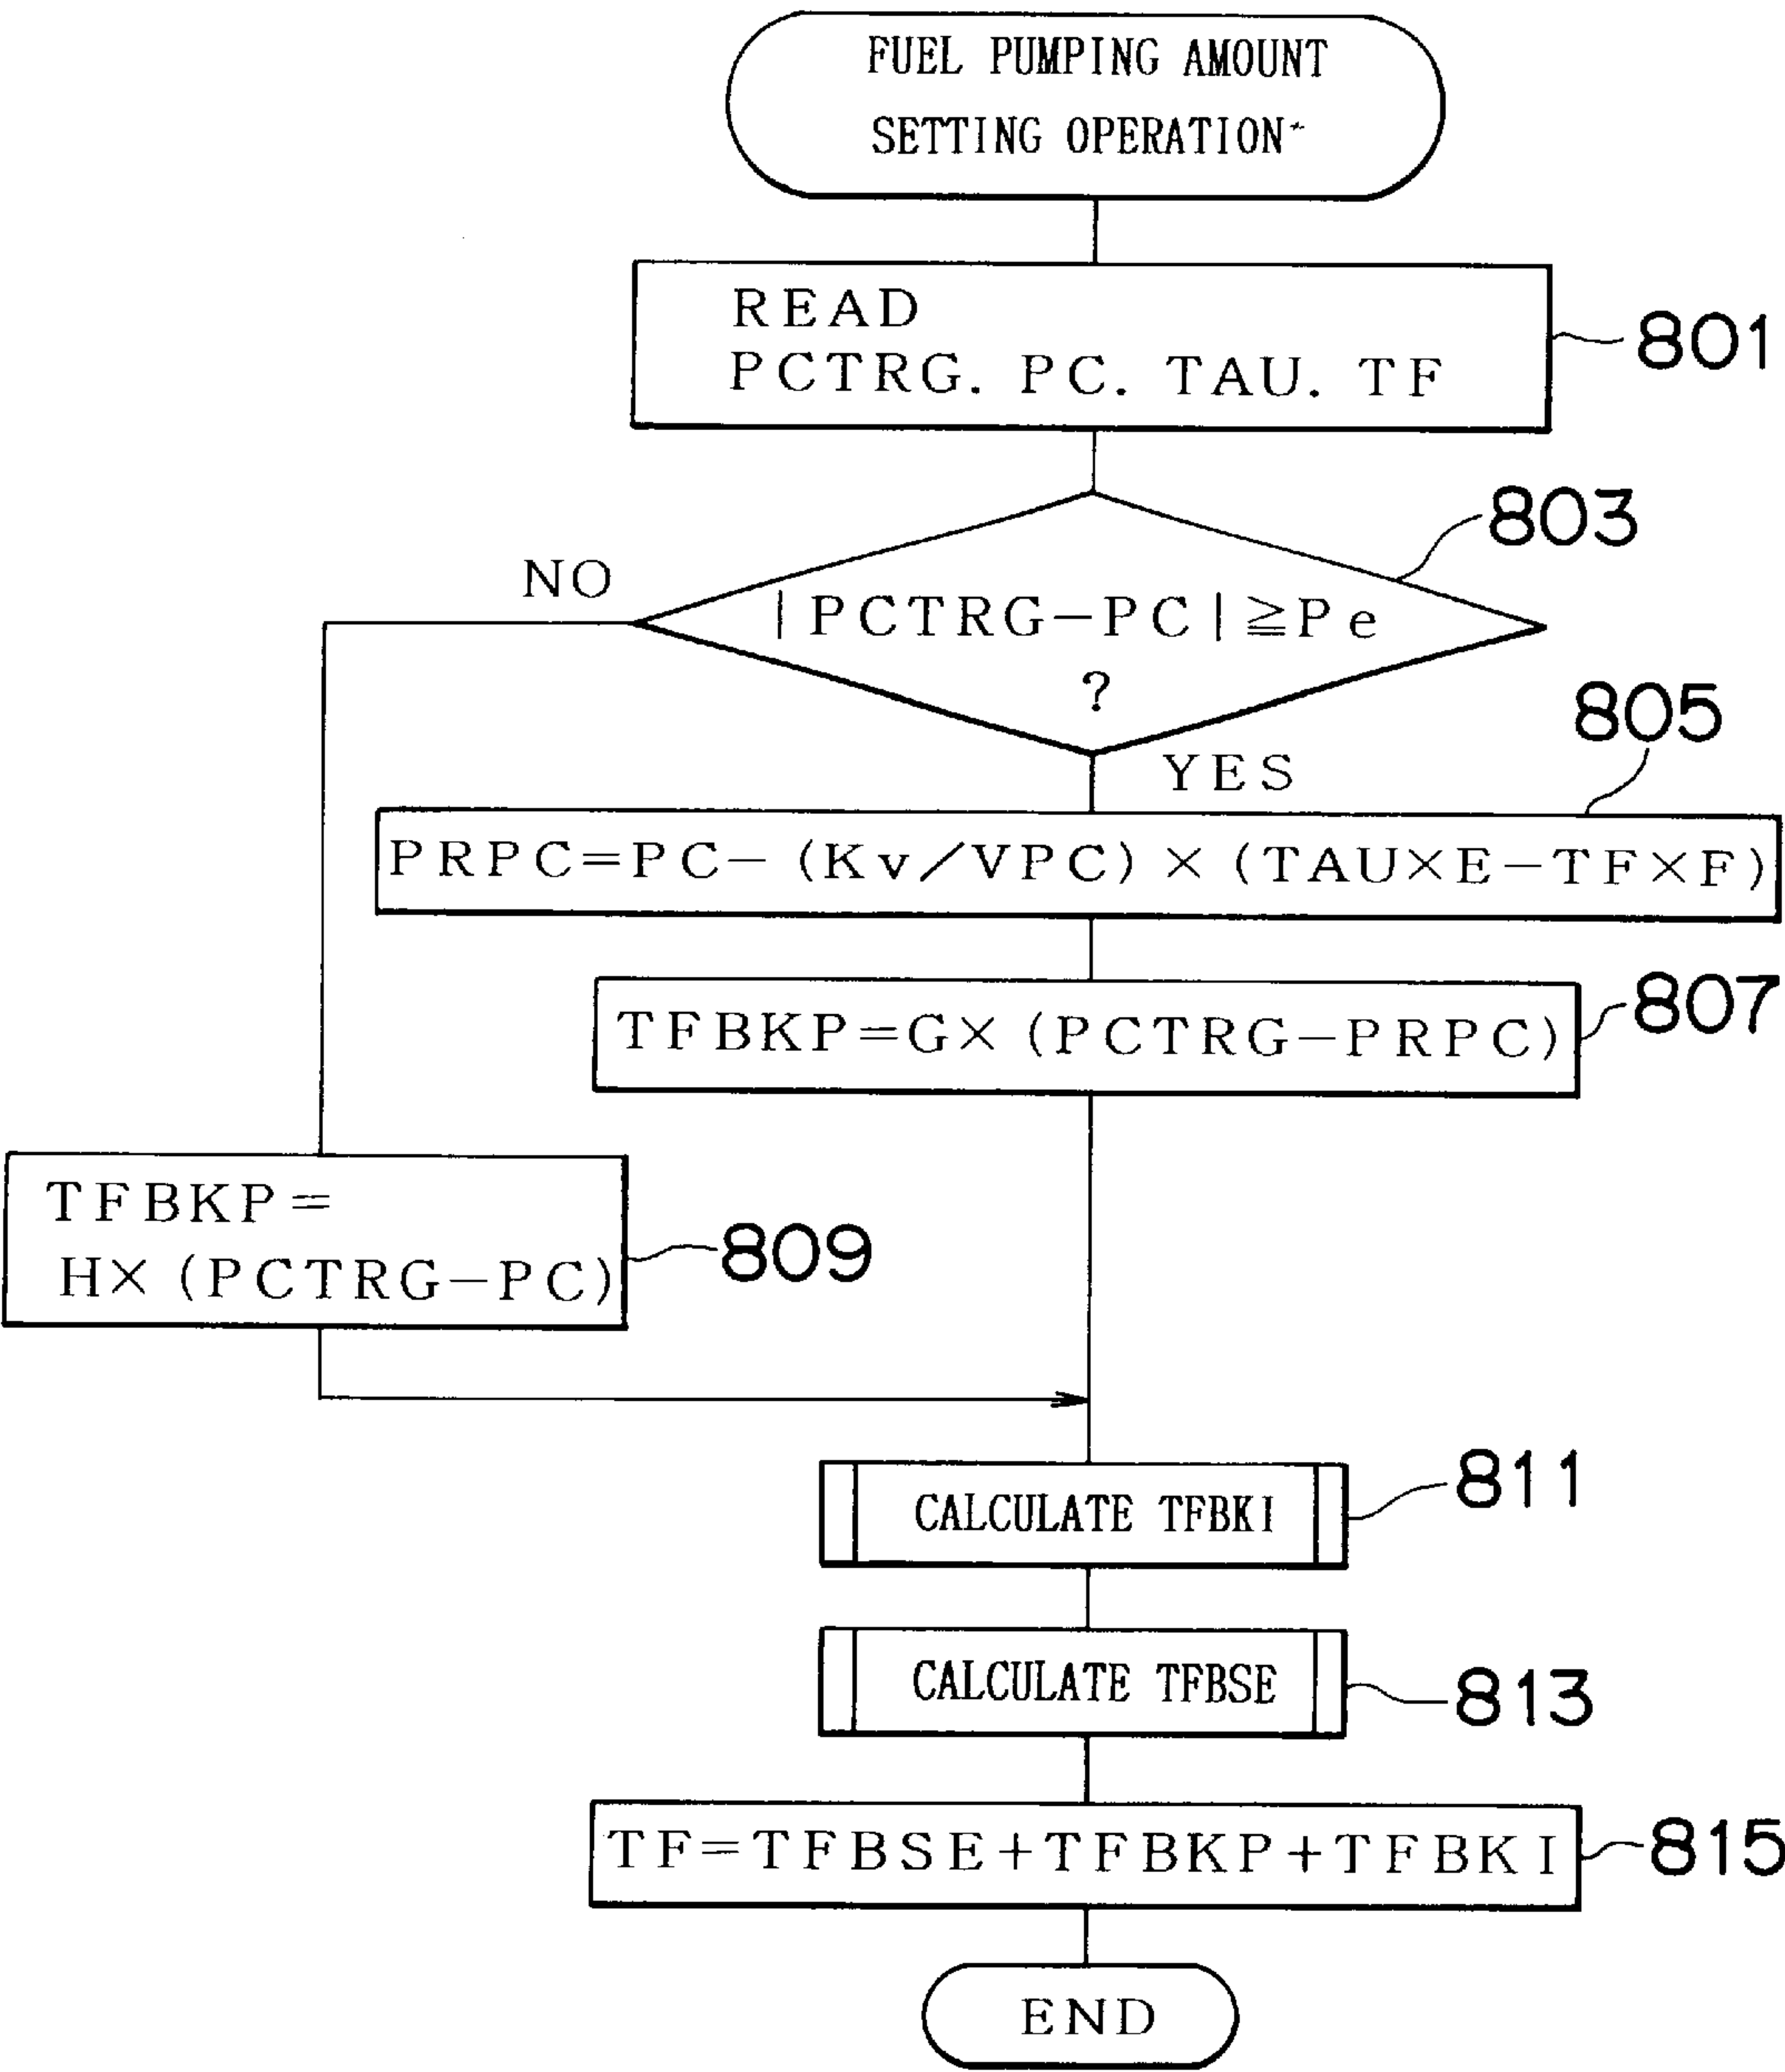 FUEL PUMPING AMOUNT
SETTING OPERATION
READ
PCTRG. PC. TAU. TF
801
803
NO
|PCTRG-PC|≧Pe
?
YES
805
PRPC=PC-(Kv/VPC)×(TAU×E-TF×F)
807
TFBKP=G×(PCTRG-PRPC)
TFBKP=
H×(PCTRG-PC)
809
CALCULATE TFBKI
811
CALCULATE TFBSE
813
TF=TFBSE+TFBKP+TFBKI
815
END